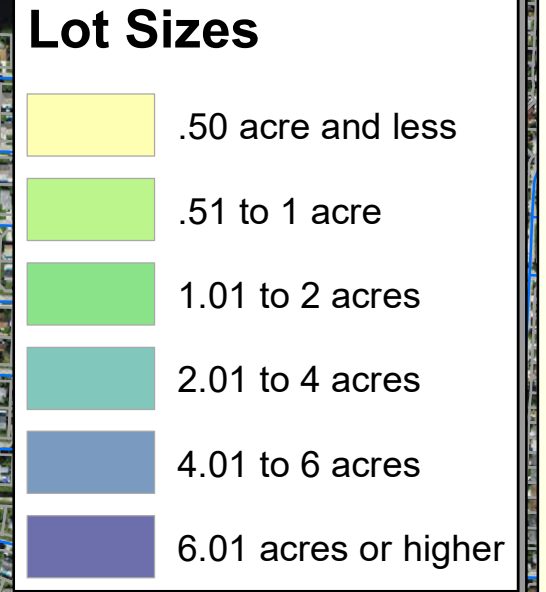 Lot Sizes
.50 acre and less
.51 to 1 acre
1.01 to 2 acres
2.01 to 4 acres
4.01 to 6 acres
6.01 acres or higher